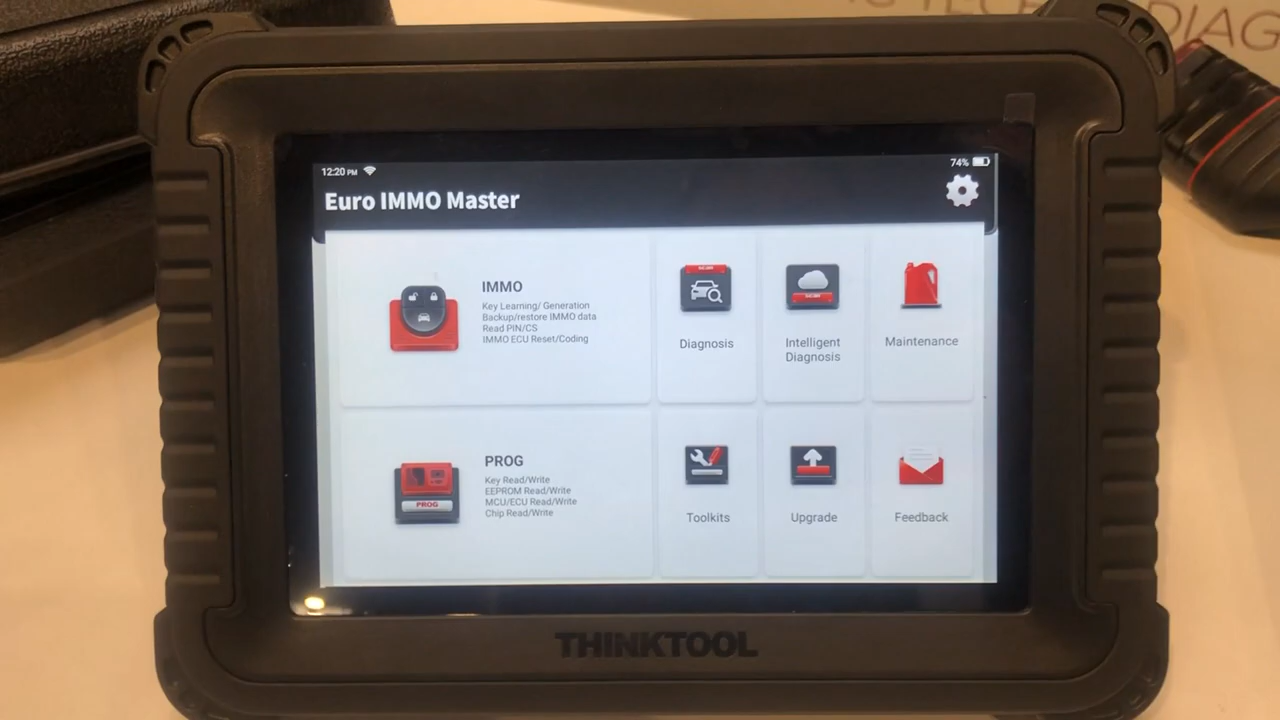 DIAG
12:20 PM
74%
Euro IMMO Master
IMMO
Key Learning/ Generation
Backup/restore IMMO data
Read PIN/CS
IMMO ECU Reset/Coding
Diagnosis
Intelligent
Diagnosis
Maintenance
PROG
Key Read/Write
EEPROM Read/Write
MCU/ECU Read/Write
Chip Read/Write
PROG
Toolkits
Upgrade
Feedback
THINKTOOL